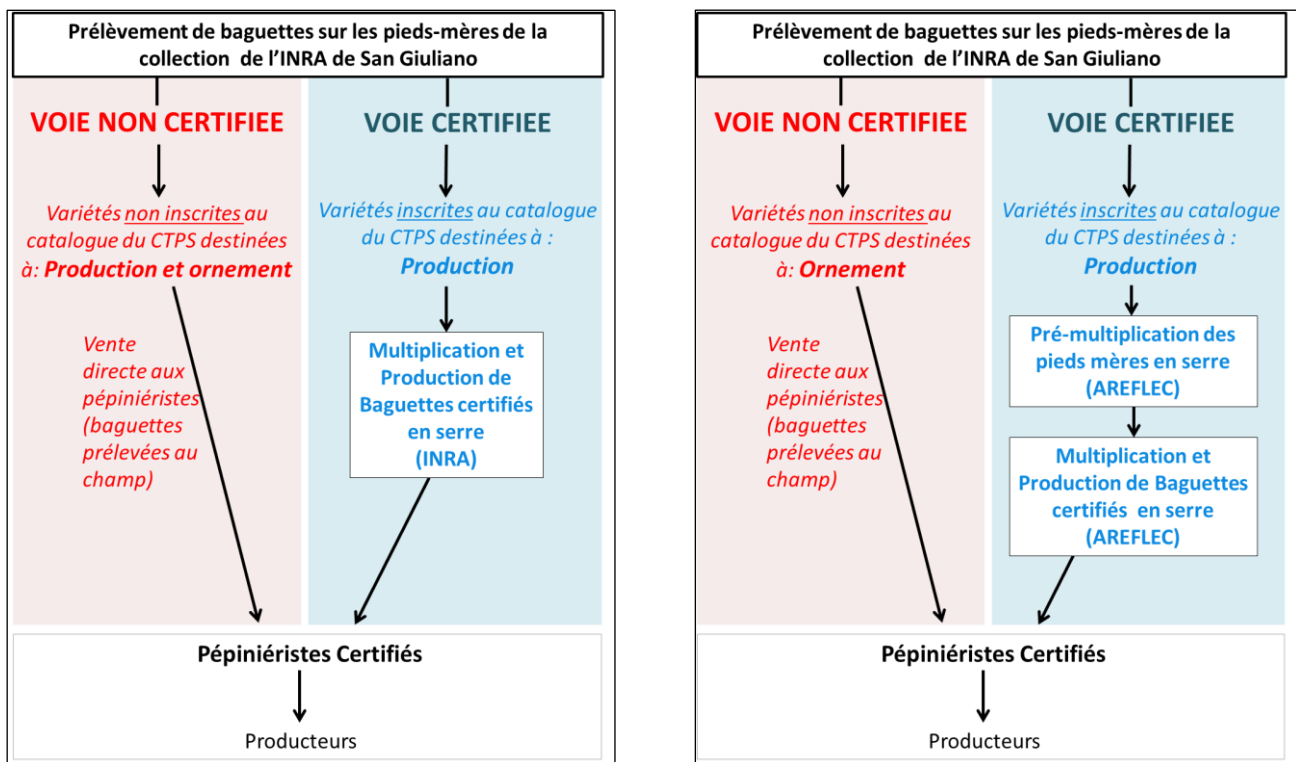 Prélèvement de baguettes sur les pieds-mères de la
collection de l'INRA de San Giuliano
VOIE NON CERTIFIEE
Variétés non inscrites au
catalogue du CTPS destinées
à: Production et ornement
Vente
directe aux
pépiniéristes
(baguettes
prélevées au
champ)
VOIE CERTIFIEE
Variétés inscrites au catalogue
du CTPS destinées à :
Production
Multiplication et
Production de
Baguettes certifiés
en serre
(INRA)
Pépiniéristes Certifiés
Producteurs
Prélèvement de baguettes sur les pieds-mères de la
collection de l'INRA de San Giuliano
VOIE NON CERTIFIEE
Variétés non inscrites au
catalogue du CTPS destinées
à: Ornement
Vente
directe aux
pépiniéristes
(baguettes
prélevées au
champ)
VOIE CERTIFIEE
Variétés inscrites au catalogue
du CTPS destinées à :
Production
Pré-multiplication des
pieds mères en serre
(AREFLEC)
Multiplication et
Production de Baguettes
certifiés en serre
(AREFLEC)
Pépiniéristes Certifiés
Producteurs